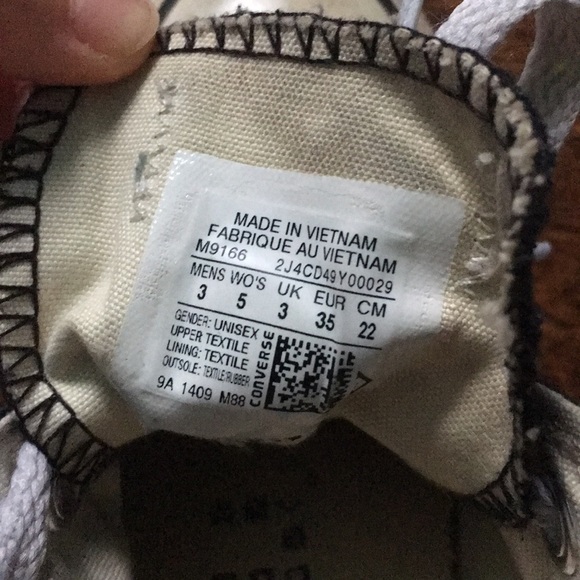 MADE IN VIETNAM
FABRIQUE AU VIETNAM
M9166 2J4CD49Y00029
MENS WO'S UK EUR CM
3 5 3 35 22
GENDER: UNISEX
UPPER TEXTILE
LINING: TEXTILE
OUTSOLE: TEXTILE/RUBBER
9A 1409 M88
CONVERSE